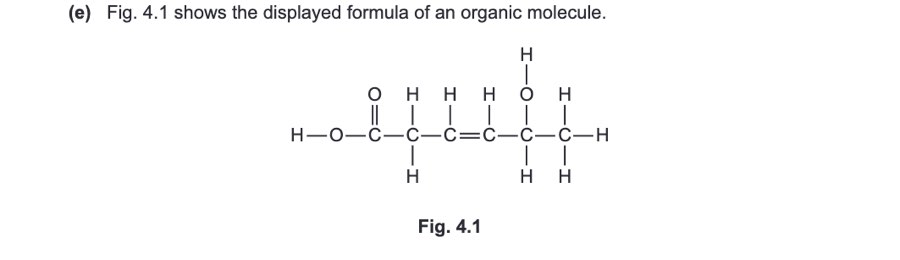 (e) Fig. 4.1 shows the displayed formula of an organic molecule.
H
O H H H O H
H—O—C—C—C=C—C—C—H
H H H
Fig. 4.1